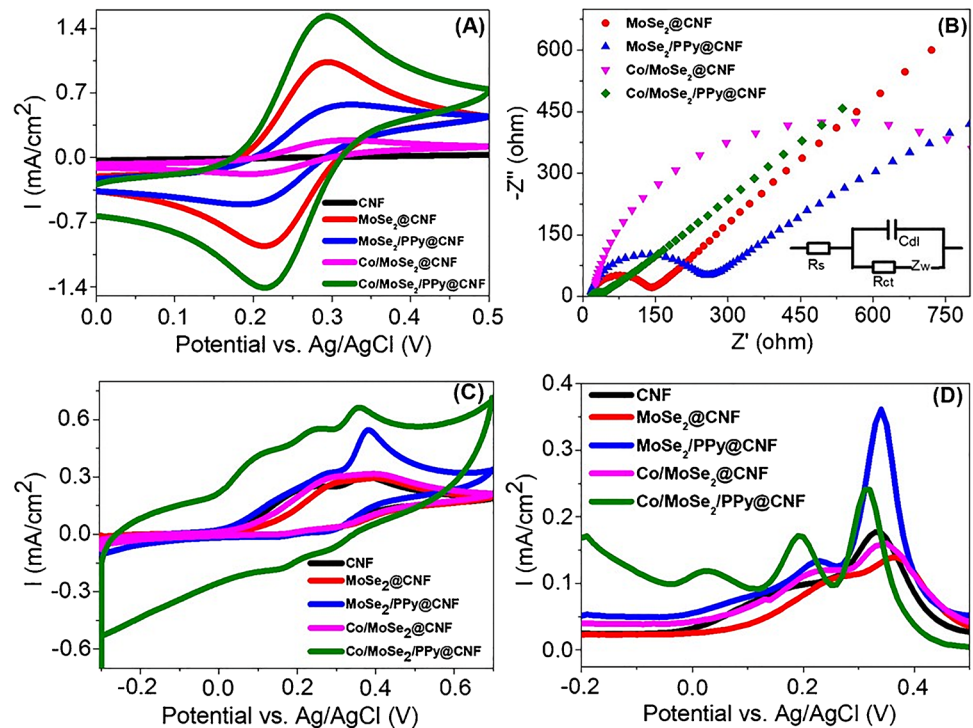 (A)
1.4
0.7
0.0
-0.7
-1.4
I (mA/cm²)
CNF
MoSe₂@CNF
MoSe₂/PPy@CNF
Co/MoSe₂@CNF
Co/MoSe₂/PPy@CNF
0.0 0.1 0.2 0.3 0.4 0.5
Potential vs. Ag/AgCl (V)
(B)
MoSe₂@CNF
MoSe₂/PPy@CNF
Co/MoSe₂@CNF
Co/MoSe₂/PPy@CNF
600
450
300
150
0
-Z'' (ohm)
Rs
Cdl
Rct
Zw
0 150 300 450 600 750
Z' (ohm)
(C)
0.6
0.3
0.0
-0.3
-0.6
I (mA/cm²)
CNF
MoSe₂@CNF
MoSe₂/PPy@CNF
Co/MoSe₂@CNF
Co/MoSe₂/PPy@CNF
-0.2 0.0 0.2 0.4 0.6
Potential vs. Ag/AgCl (V)
(D)
CNF
MoSe₂@CNF
MoSe₂/PPy@CNF
Co/MoSe₂@CNF
Co/MoSe₂/PPy@CNF
0.4
0.3
0.2
0.1
0.0
I (mA/cm²)
-0.2 0.0 0.2 0.4
Potential vs. Ag/AgCl (V)